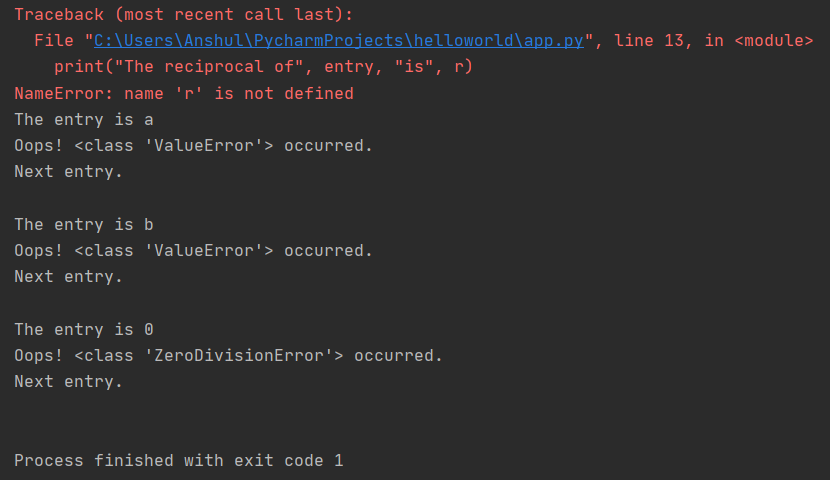 Traceback (most recent call last):
File "C:\Users\Anshul\PycharmProjects\helloworld\app.py", line 13, in <module>
print("The reciprocal of", entry, "is", r)
NameError: name 'r' is not defined
The entry is a
Oops! <class 'ValueError'> occurred.
Next entry.
The entry is b
Oops! <class 'ValueError'> occurred.
Next entry.
The entry is 0
Oops! <class 'ZeroDivisionError'> occurred.
Next entry.
Process finished with exit code 1